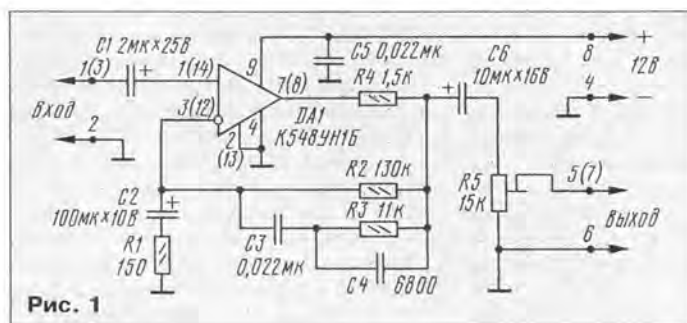 C1 2мк×25В
1(3)
1(14)
9
7(8)
C5 0,022мк
R4 1,5к
C6
10мк×16В
8
+
12В
4
−
ВХОД
2
3(12)
2
(13)
4
DA1
К548УН1Б
C2
100мк×10В
R1
150
C3
0,022мк
R2 130к
R3 11к
C4
6800
R5
15к
5(7)
ВЫХОД
6
Рис. 1